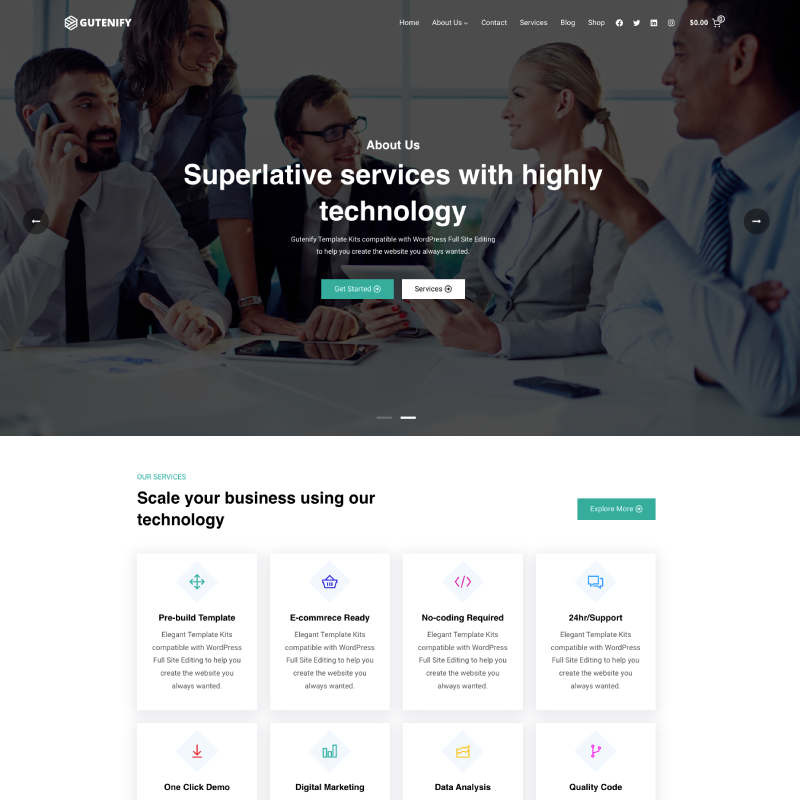 GUTENIFY
Home About Us Contact Services Blog Shop $0.00 0
About Us
Superlative services with highly
technology
Gutenify Template Kits compatible with WordPress Full Site Editing
to help you create the website you always wanted.
Get Started Services
OUR SERVICES
Scale your business using our
technology
Explore More
Pre-build Template
Elegant Template Kits
compatible with WordPress
Full Site Editing to help you
create the website you
always wanted.
E-commrece Ready
Elegant Template Kits
compatible with WordPress
Full Site Editing to help you
create the website you
always wanted.
No-coding Required
Elegant Template Kits
compatible with WordPress
Full Site Editing to help you
create the website you
always wanted.
24hr/Support
Elegant Template Kits
compatible with WordPress
Full Site Editing to help you
create the website you
always wanted.
One Click Demo
Digital Marketing
Data Analysis
Quality Code